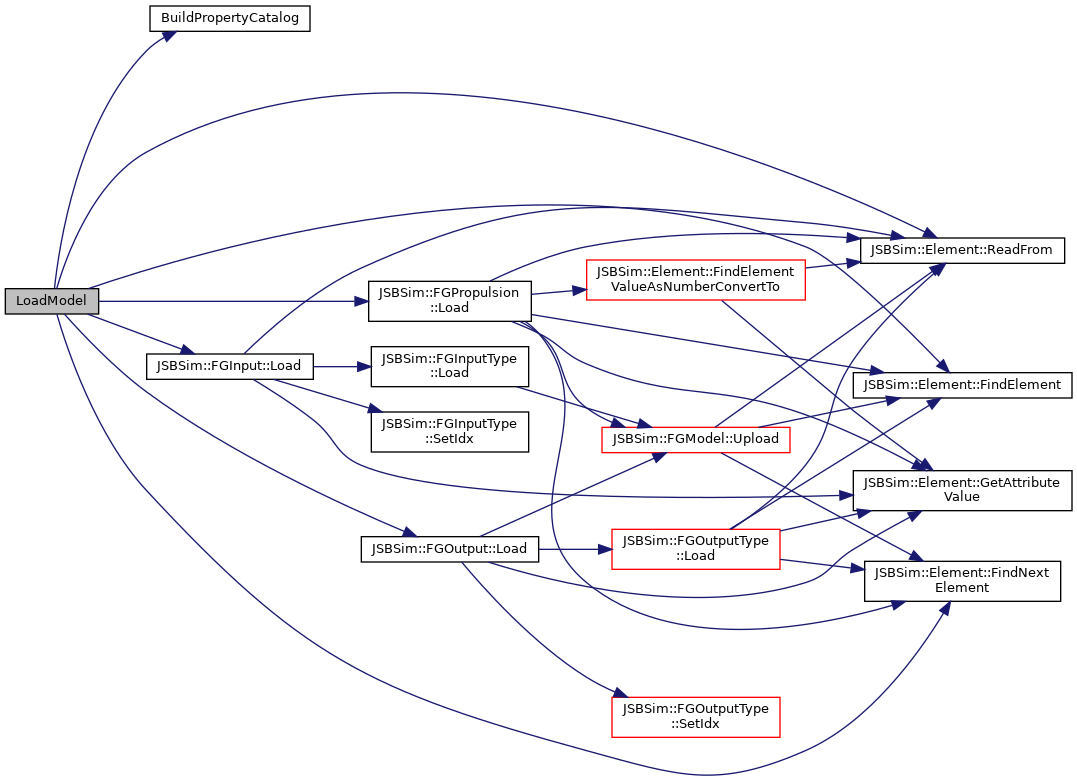 BuildPropertyCatalog
JSBSim::Element::ReadFrom
JSBSim::Element::FindElement
ValueAsNumberConvertTo
LoadModel
JSBSim::FGPropulsion
::Load
JSBSim::FGInput::Load
JSBSim::FGInputType
::Load
JSBSim::Element::FindElement
JSBSim::FGInputType
::SetIdx
JSBSim::FGModel::Upload
JSBSim::Element::GetAttribute
Value
JSBSim::FGOutput::Load
JSBSim::FGOutputType
::Load
JSBSim::Element::FindNext
Element
JSBSim::FGOutputType
::SetIdx